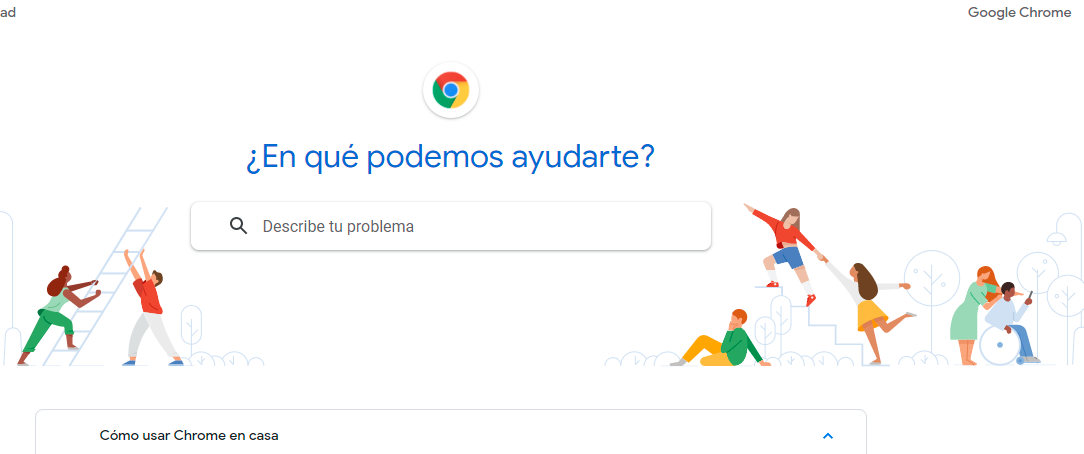 ad
Google Chrome
¿En qué podemos ayudarte?
Describe tu problema
Cómo usar Chrome en casa